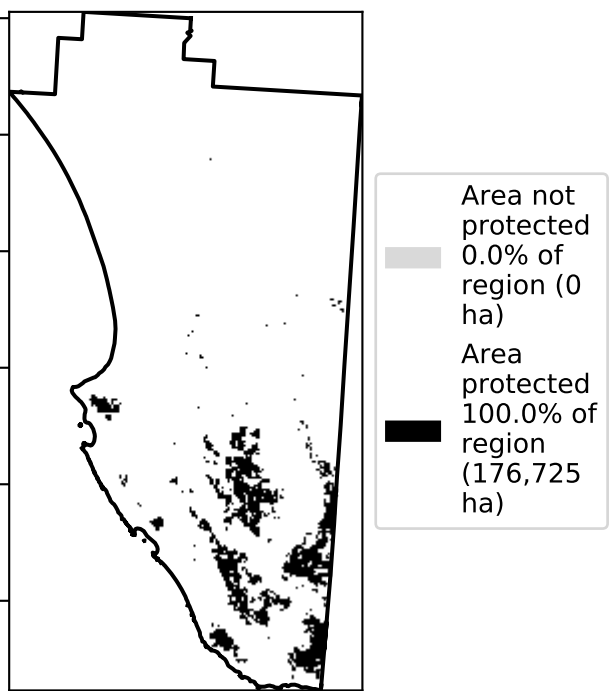 Area not
protected
0.0% of
region (0
ha)
Area
protected
100.0% of
region
(176,725
ha)